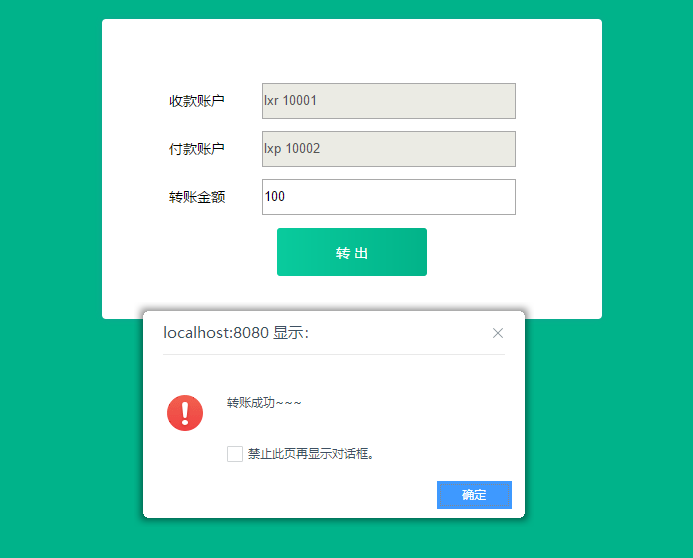 收款账户 lxr 10001
付款账户 lxp 10002
转账金额 100
转 出
localhost:8080 显示：
转账成功~~~
禁止此页再显示对话框。
确定